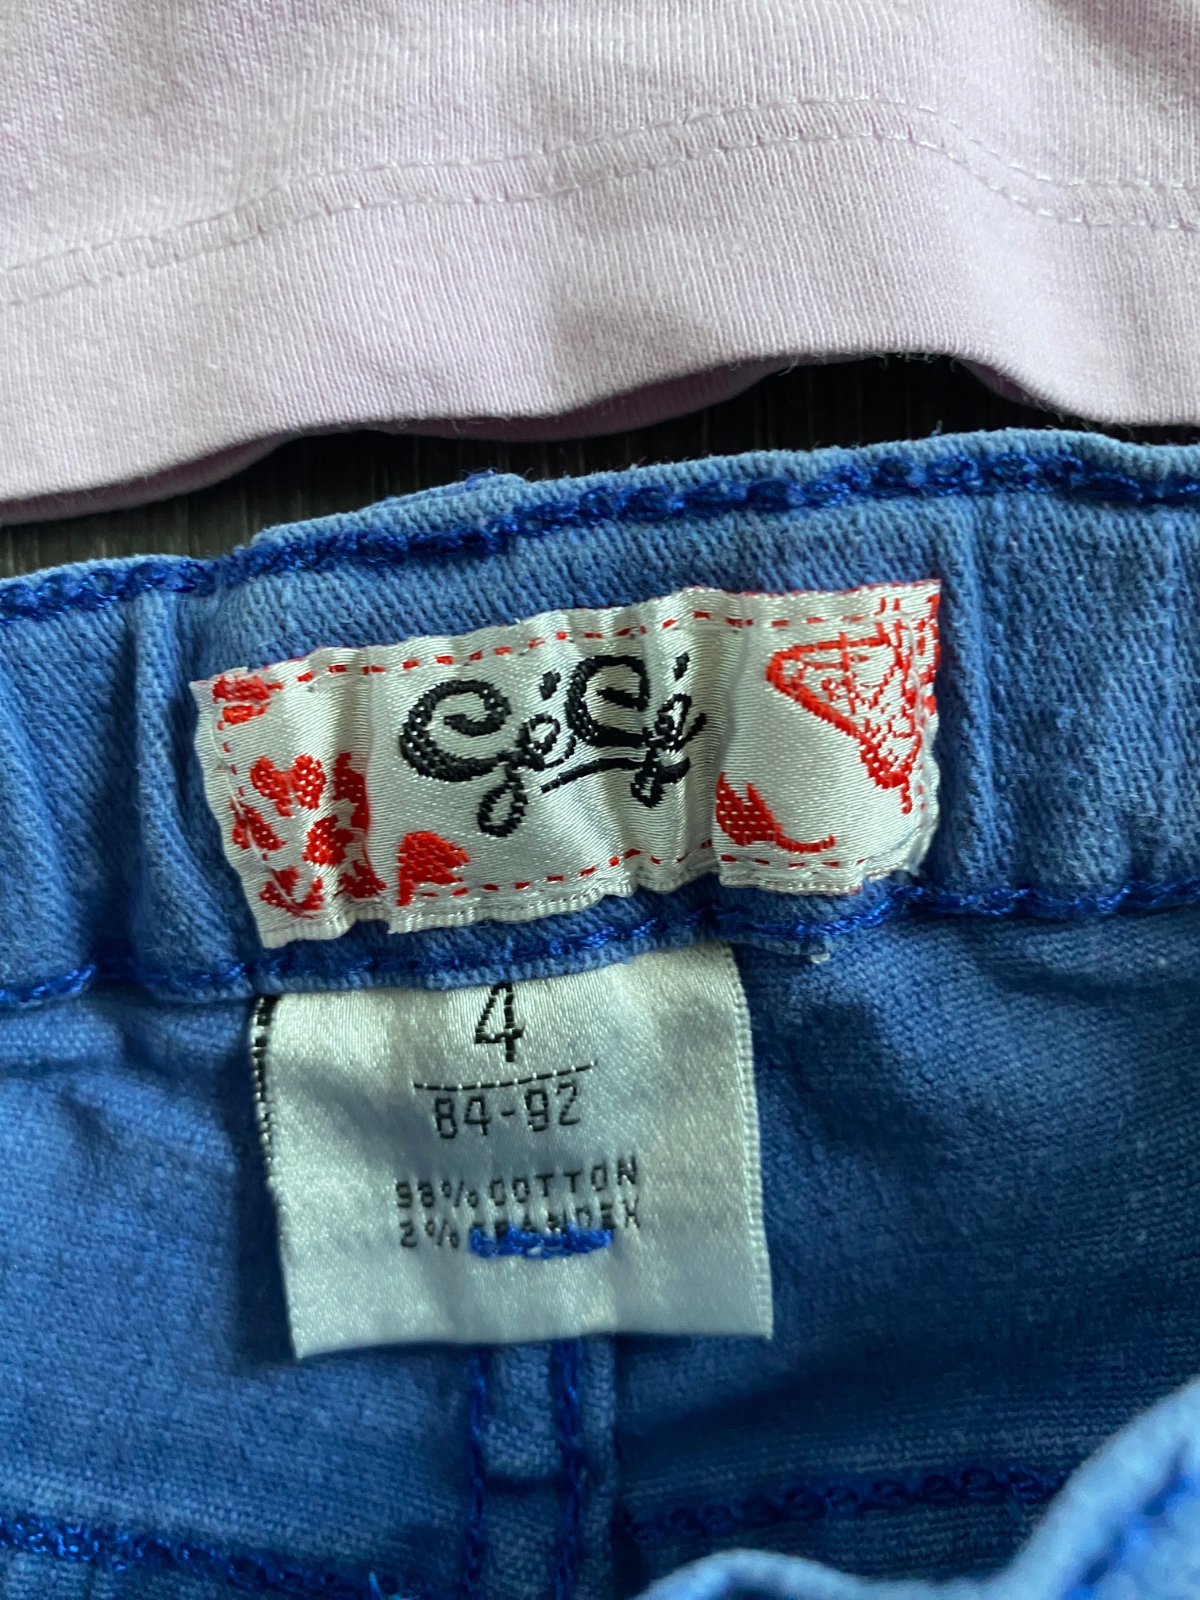 GiGi
4
84-92
98% COTTON
2% SPANDEX